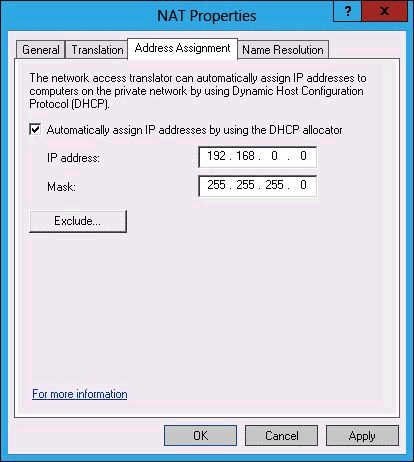 NAT Properties
? x
General Translation Address Assignment Name Resolution
The network access translator can automatically assign IP addresses to
computers on the private network by using Dynamic Host Configuration
Protocol (DHCP).
Automatically assign IP addresses by using the DHCP allocator
IP address: 192 . 168 . 0 . 0
Mask: 255 . 255 . 255 . 0
Exclude...
For more information
OK Cancel Apply